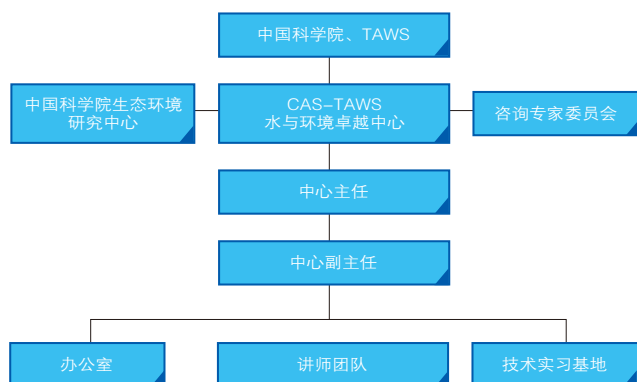 中国科学院、TAWS
中国科学院生态环境
研究中心
CAS-TAWS
水与环境卓越中心
咨询专家委员会
中心主任
中心副主任
办公室
讲师团队
技术实习基地